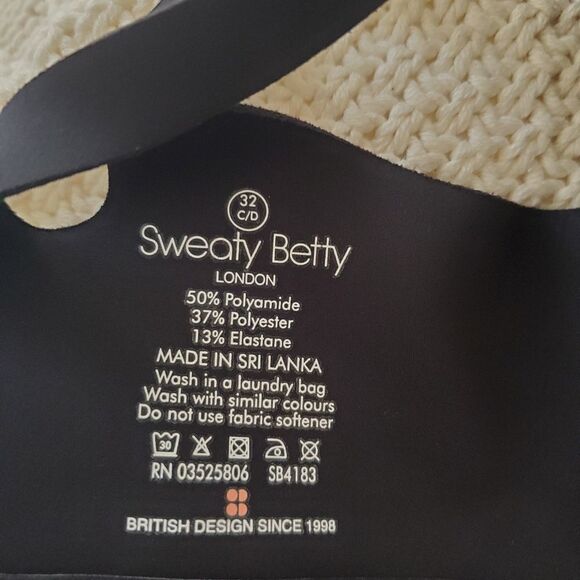 32
C/D
Sweaty Betty
LONDON
50% Polyamide
37% Polyester
13% Elastane
MADE IN SRI LANKA
Wash in a laundry bag
Wash with similar colours
Do not use fabric softener
30
RN 03525806 SB4183
BRITISH DESIGN SINCE 1998